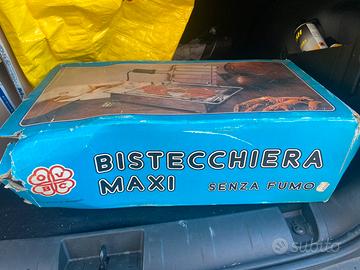 BISTECCHIERA
MAXI SENZA FUMO
O V
B C
subito